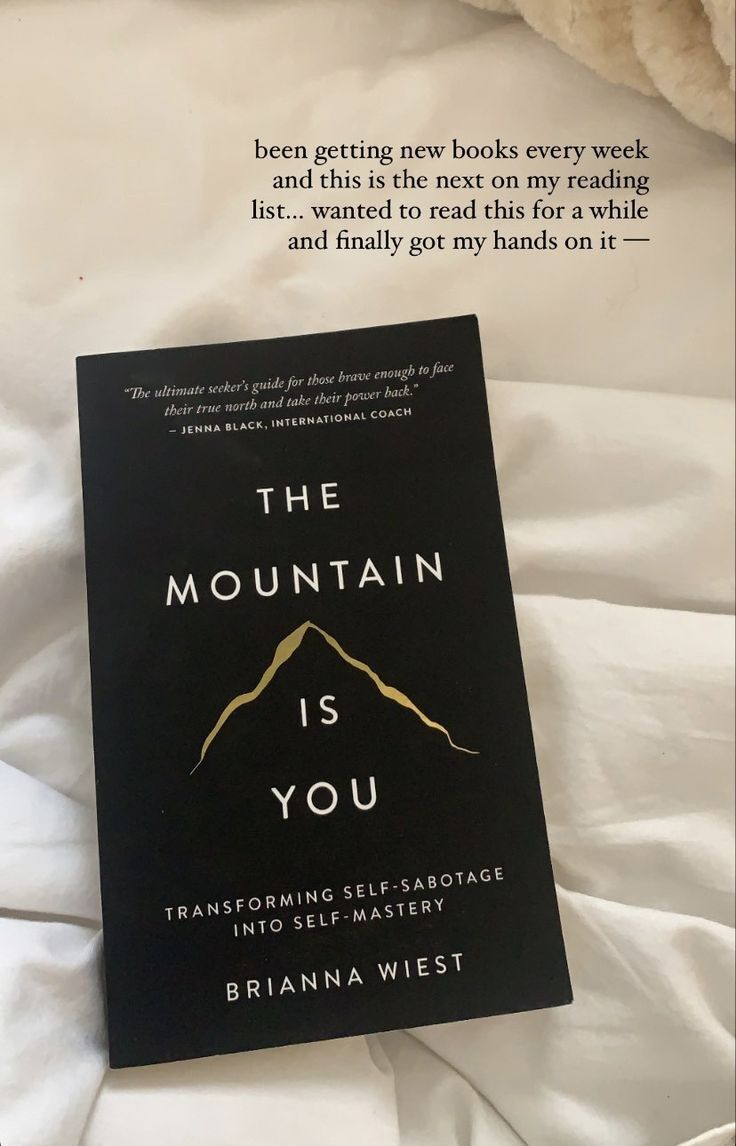 been getting new books every week
and this is the next on my reading
list... wanted to read this for a while
and finally got my hands on it —
“The ultimate seeker’s guide for those brave enough to face
their true north and take their power back.”
– JENNA BLACK, INTERNATIONAL COACH
THE
MOUNTAIN
IS
YOU
TRANSFORMING SELF-SABOTAGE
INTO SELF-MASTERY
BRIANNA WIEST